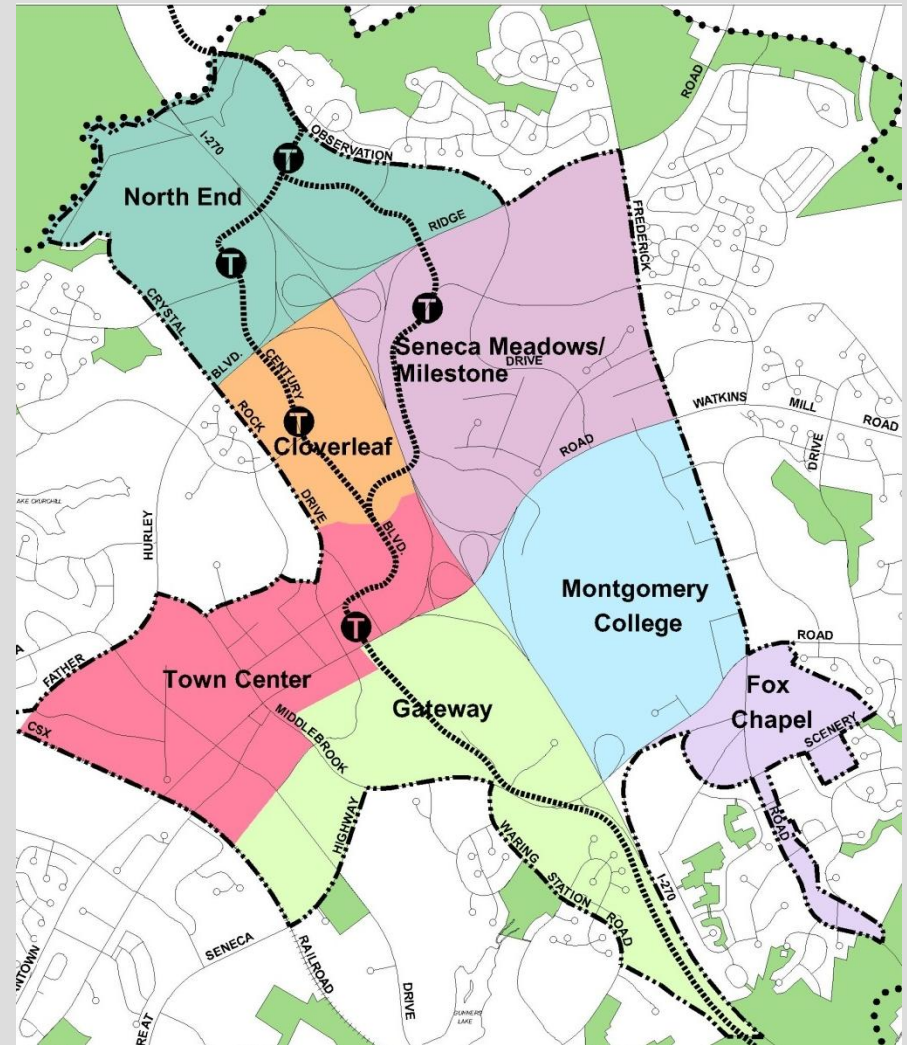 ROAD
I-270
OBSERVATION
T
North End
FREDERICK
RIDGE
T
CRYSTAL
T
Seneca Meadows/
Milestone
DRIVE
BLVD.
CENTURY
WATKINS
MILL
ROAD
ROCK
T
Cloverleaf
ROAD
DRIVE
DRIVE
LAKE CHURCHILL
HURLEY
BLVD.
Montgomery
College
T
ROAD
FATHER
Town Center
Fox
Chapel
Gateway
MIDDLEBROOK
SCENERY
CSX
HIGHWAY
ROAD
WARING
STATION
ROAD
I-270
SENECA
RAILROAD
DRIVE
GUNNERS
LAKE
NTOWN
REAT